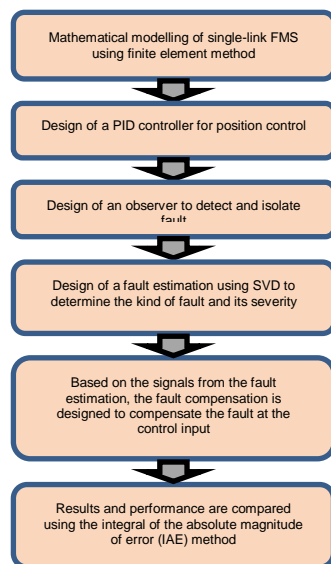 Mathematical modelling of single-link FMS
using finite element method
Design of a PID controller for position control
Design of an observer to detect and isolate
fault
Design of a fault estimation using SVD to
determine the kind of fault and its severity
Based on the signals from the fault
estimation, the fault compensation is
designed to compensate the fault at the
control input
Results and performance are compared
using the integral of the absolute magnitude
of error (IAE) method